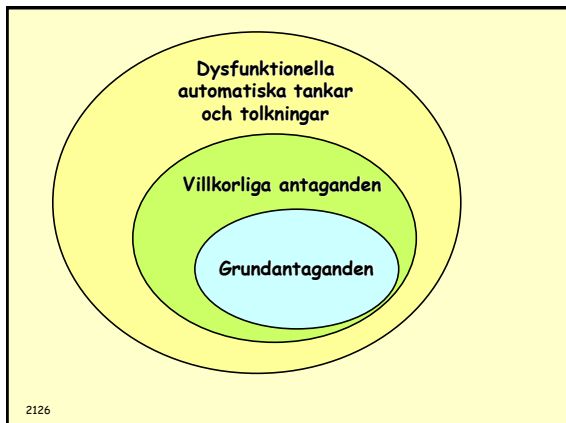 Dysfunktionella
automatiska tankar
och tolkningar
Villkorliga antaganden
Grundantaganden
2126